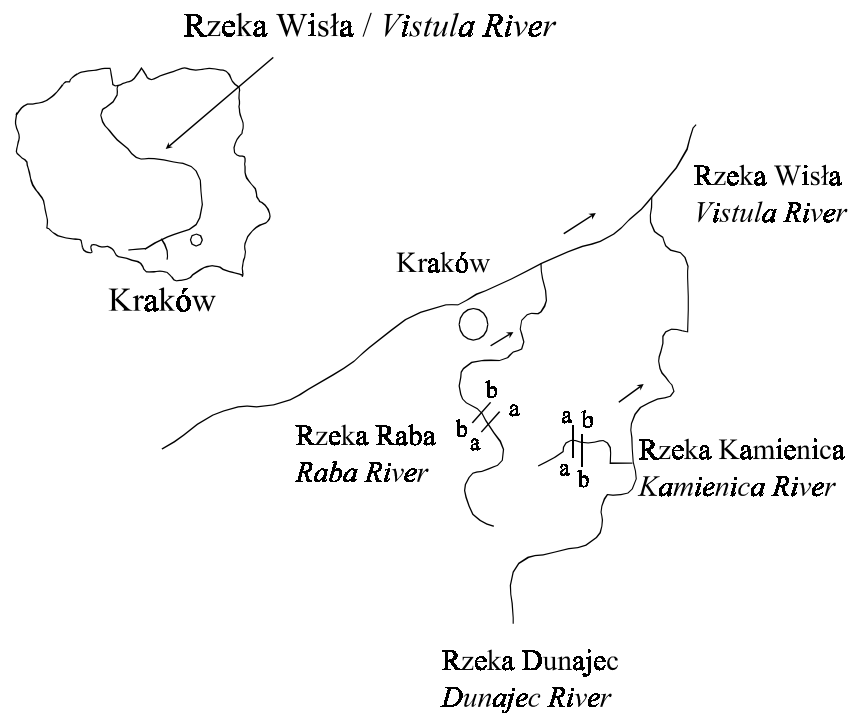 Rzeka Wisła / Vistula River
Kraków
Rzeka Wisła
Vistula River
Kraków
b
a
b
a
Rzeka Raba
Raba River
a
b
a
b
Rzeka Kamienica
Kamienica River
Rzeka Dunajec
Dunajec River